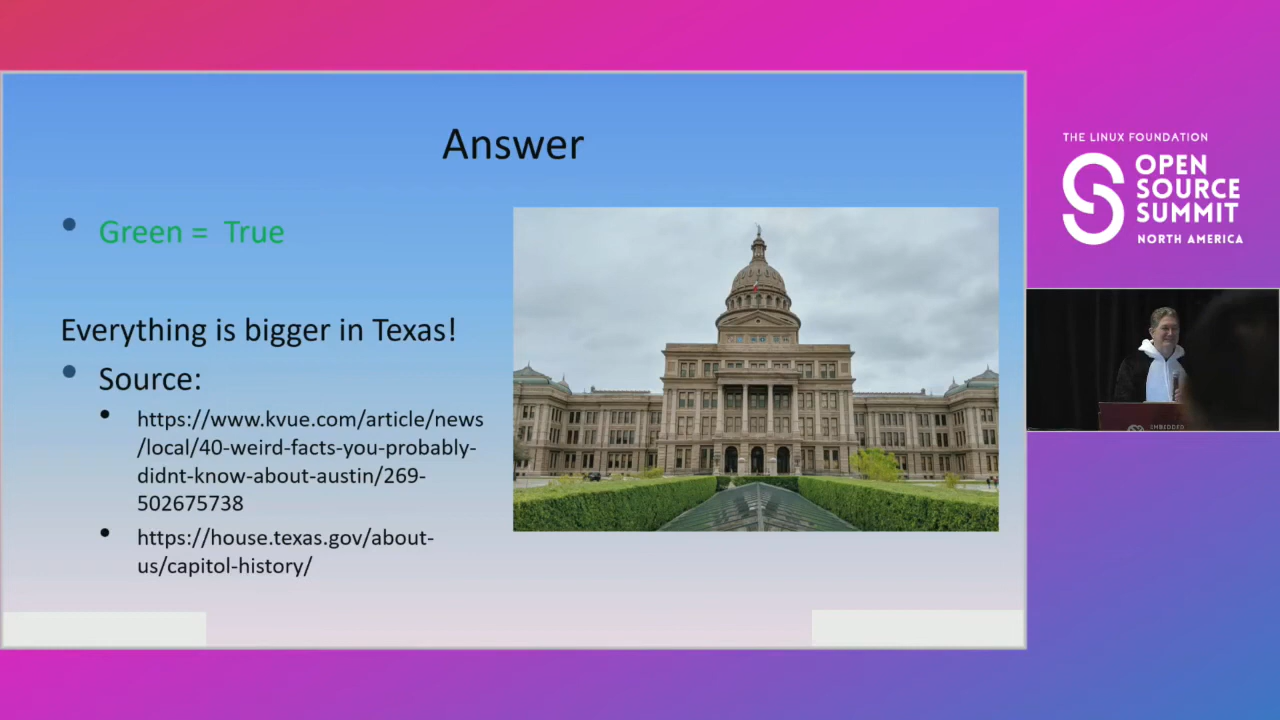 Answer
Green = True
Everything is bigger in Texas!
Source:
https://www.kvue.com/article/news
/local/40-weird-facts-you-probably-
didnt-know-about-austin/269-
502675738
https://house.texas.gov/about-
us/capitol-history/
THE LINUX FOUNDATION
OPEN
SOURCE
SUMMIT
NORTH AMERICA
EMBEDDED